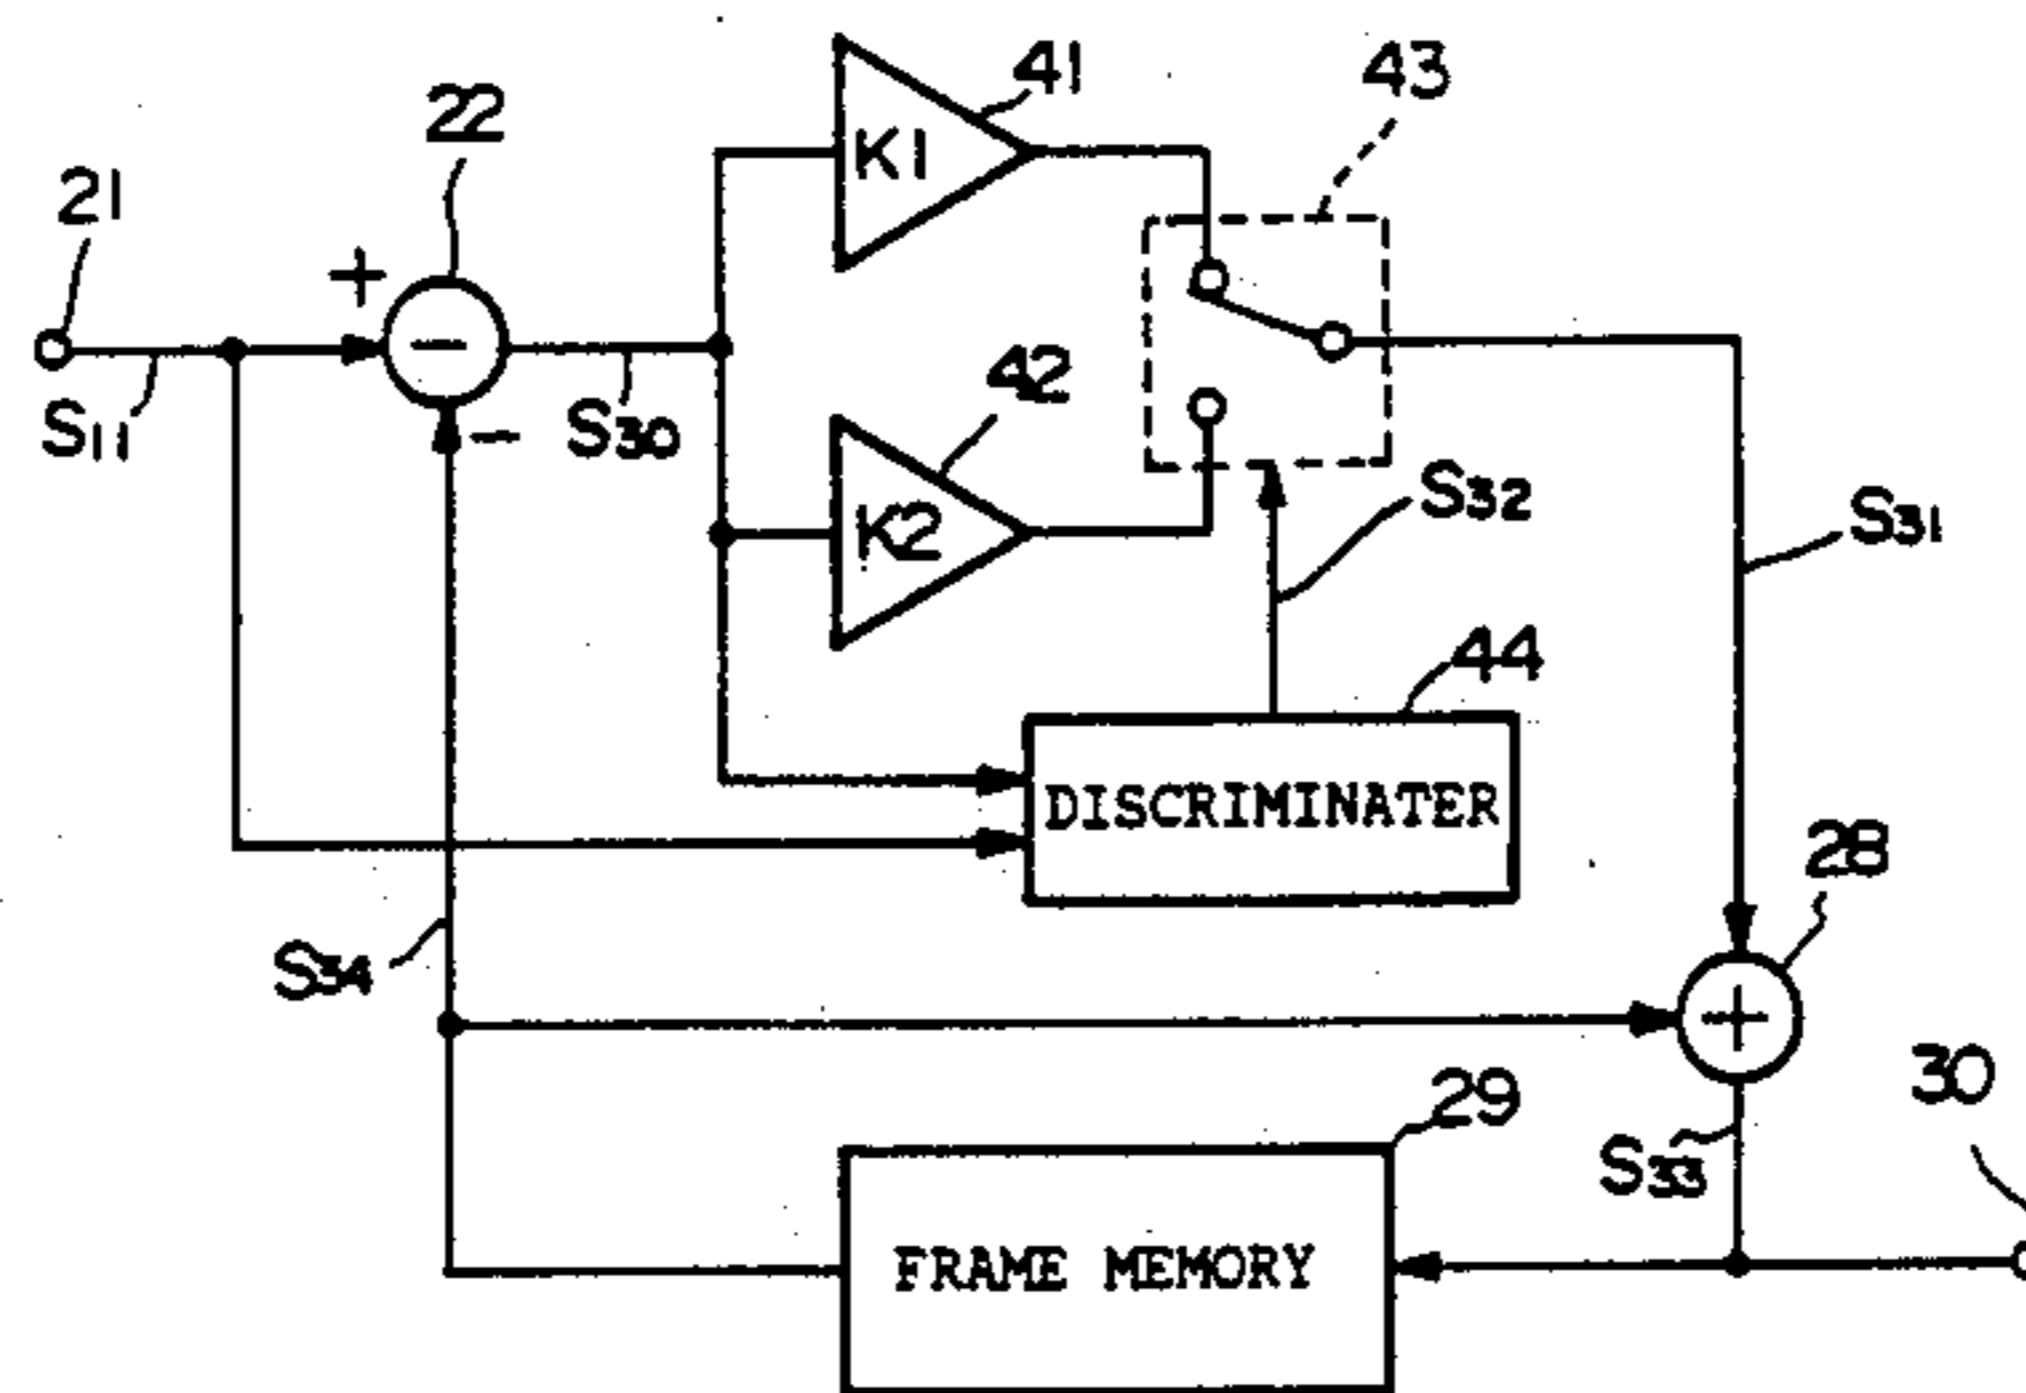 41
43
22
K1
21
+
-
42
S11
-
S30
K2
S32
S31
44
DISCRIMINATER
28
S34
+
30
29
S33
FRAME MEMORY